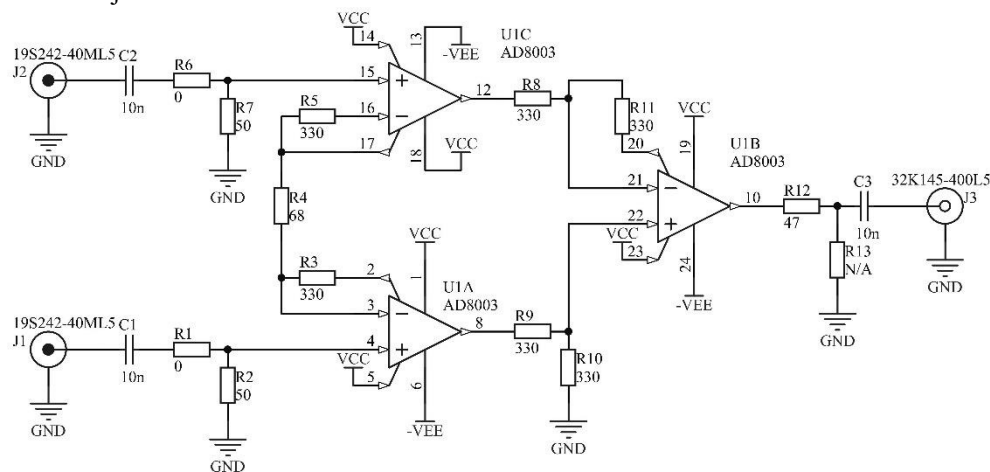 19S242-40ML5
J2
C2
10n
R6
0
R7
50
GND
GND
VCC
14
15
16
17
13
-VEE
18
VCC
U1C
AD8003
12
R5
330
R4
68
R3
330
R8
330
R11
330
20
21
22
VCC
23
VCC
19
24
-VEE
U1B
AD8003
10
R12
47
C3
10n
32K145-400L5
J3
R13
N/A
GND
GND
19S242-40ML5
J1
C1
10n
R1
0
R2
50
GND
GND
2
3
4
VCC
5
VCC
1
6
-VEE
U1A
AD8003
8
R9
330
R10
330
GND